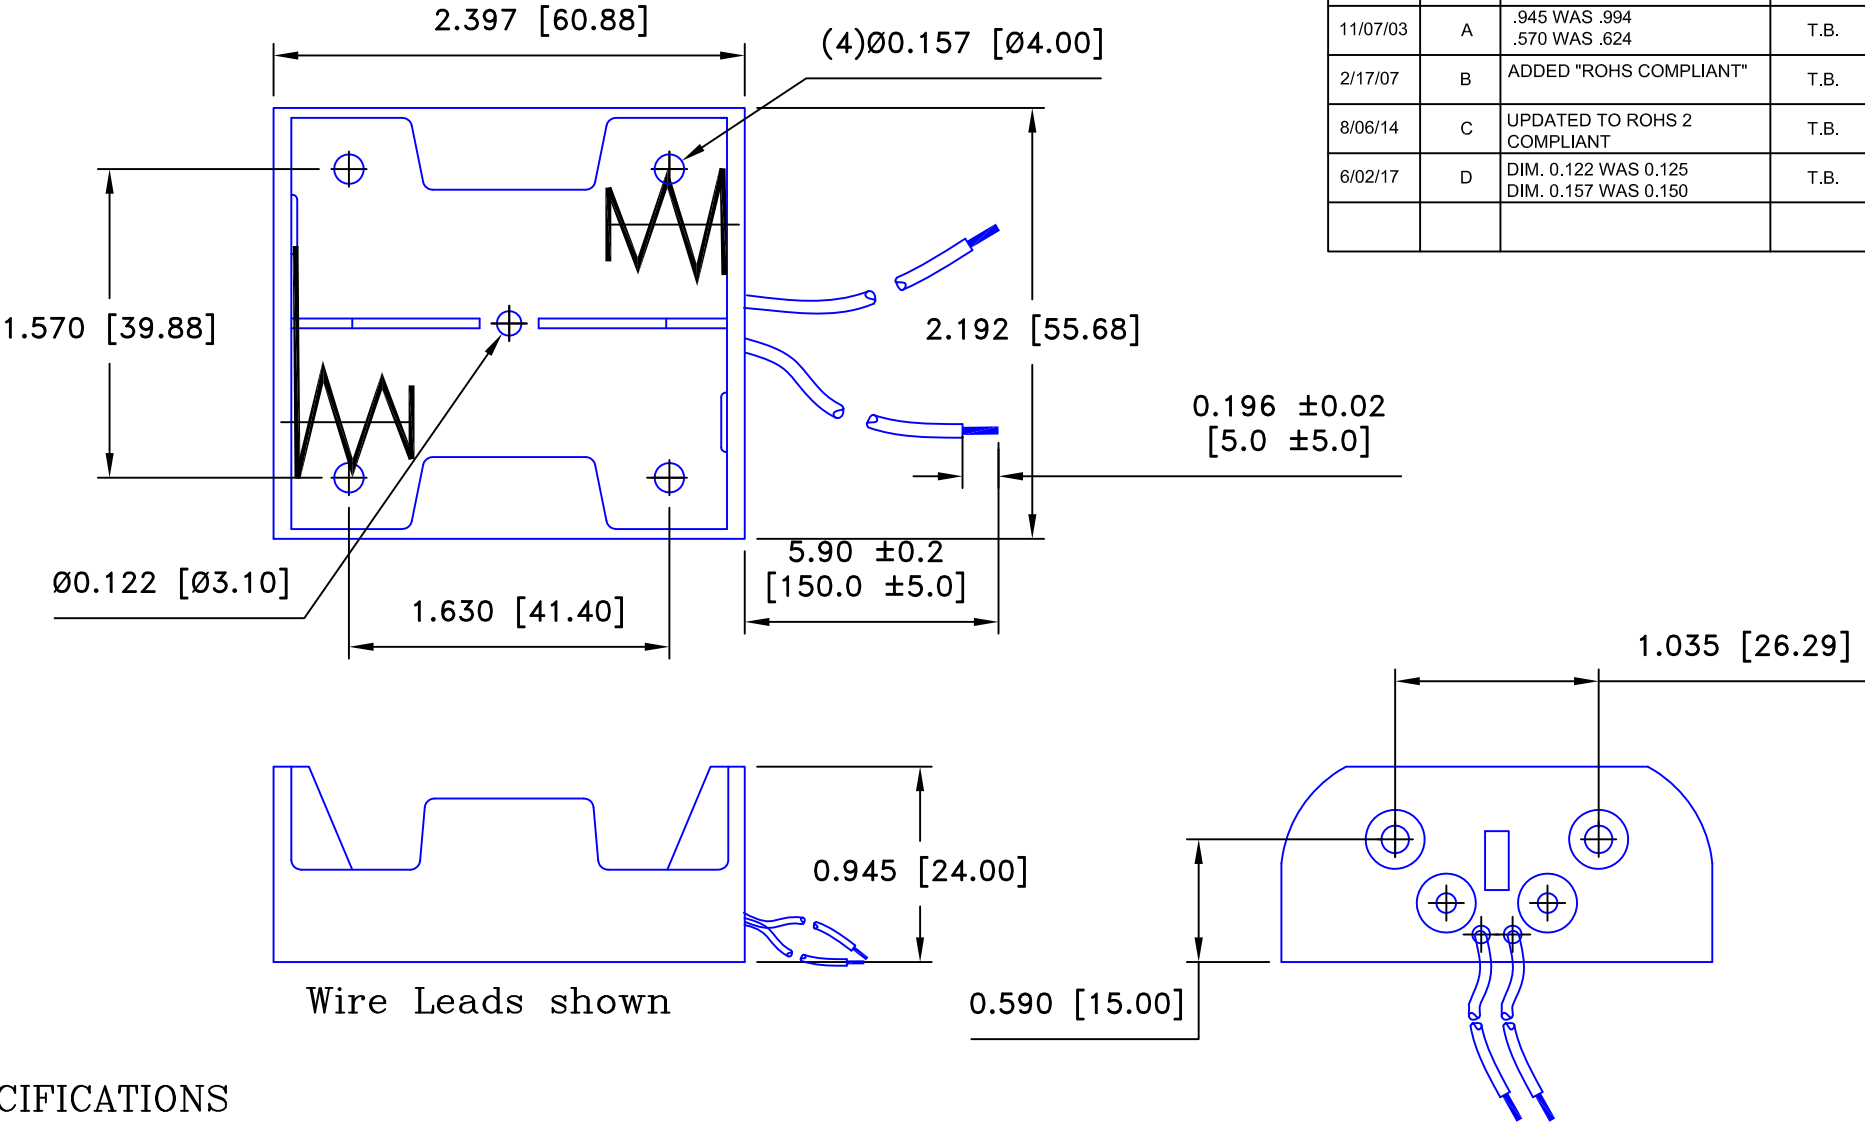 2.397 [60.88]
(4)Ø0.157 [Ø4.00]
11/07/03 A .945 WAS .994 T.B.
.570 WAS .624
2/17/07 B ADDED "ROHS COMPLIANT" T.B.
8/06/14 C UPDATED TO ROHS 2 T.B.
COMPLIANT
6/02/17 D DIM. 0.122 WAS 0.125 T.B.
DIM. 0.157 WAS 0.150
1.570 [39.88]
2.192 [55.68]
0.196 ±0.02
[5.0 ±5.0]
5.90 ±0.2
[150.0 ±5.0]
Ø0.122 [Ø3.10]
1.630 [41.40]
1.035 [26.29]
0.945 [24.00]
Wire Leads shown
0.590 [15.00]
CIFICATIONS